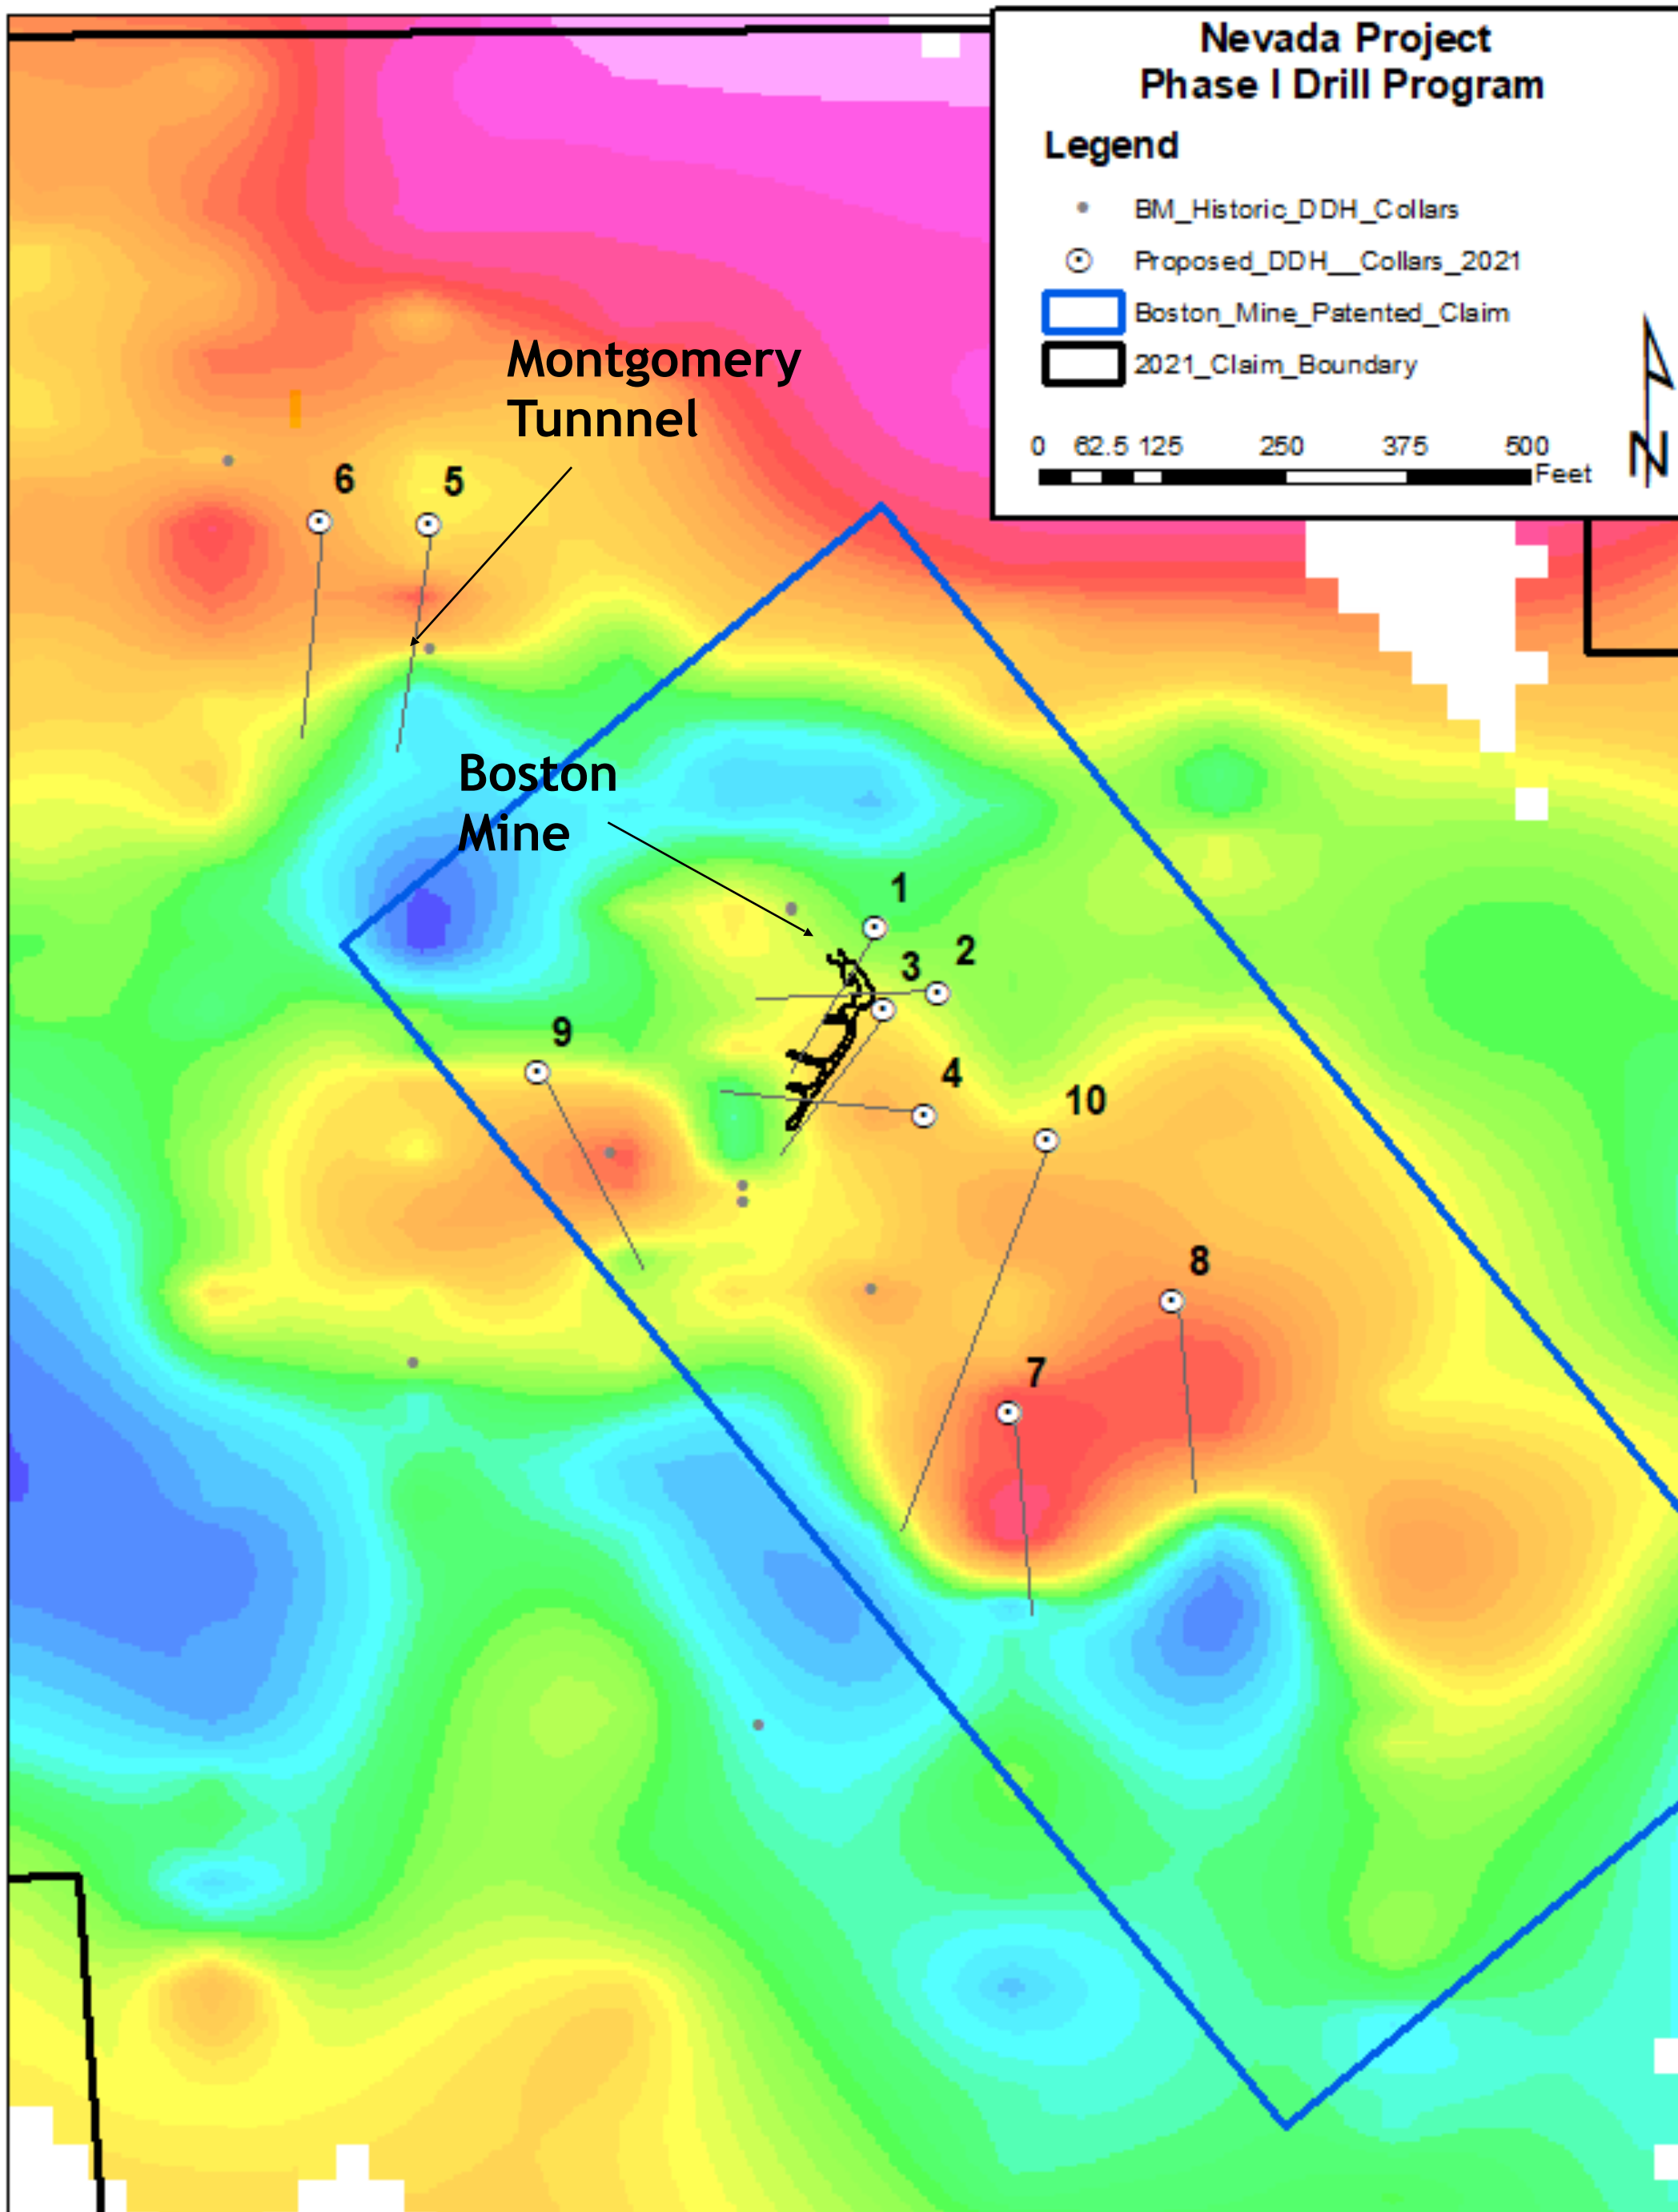 Nevada Project
Phase I Drill Program
Legend
BM_Historic_DDH_Collars
Proposed_DDH__Collars_2021
Boston_Mine_Patented_Claim
2021_Claim_Boundary
0 62.5 125 250 375 500
Feet
N
Montgomery
Tunnnel
6
5
Boston
Mine
1
2
3
9
4
10
8
7